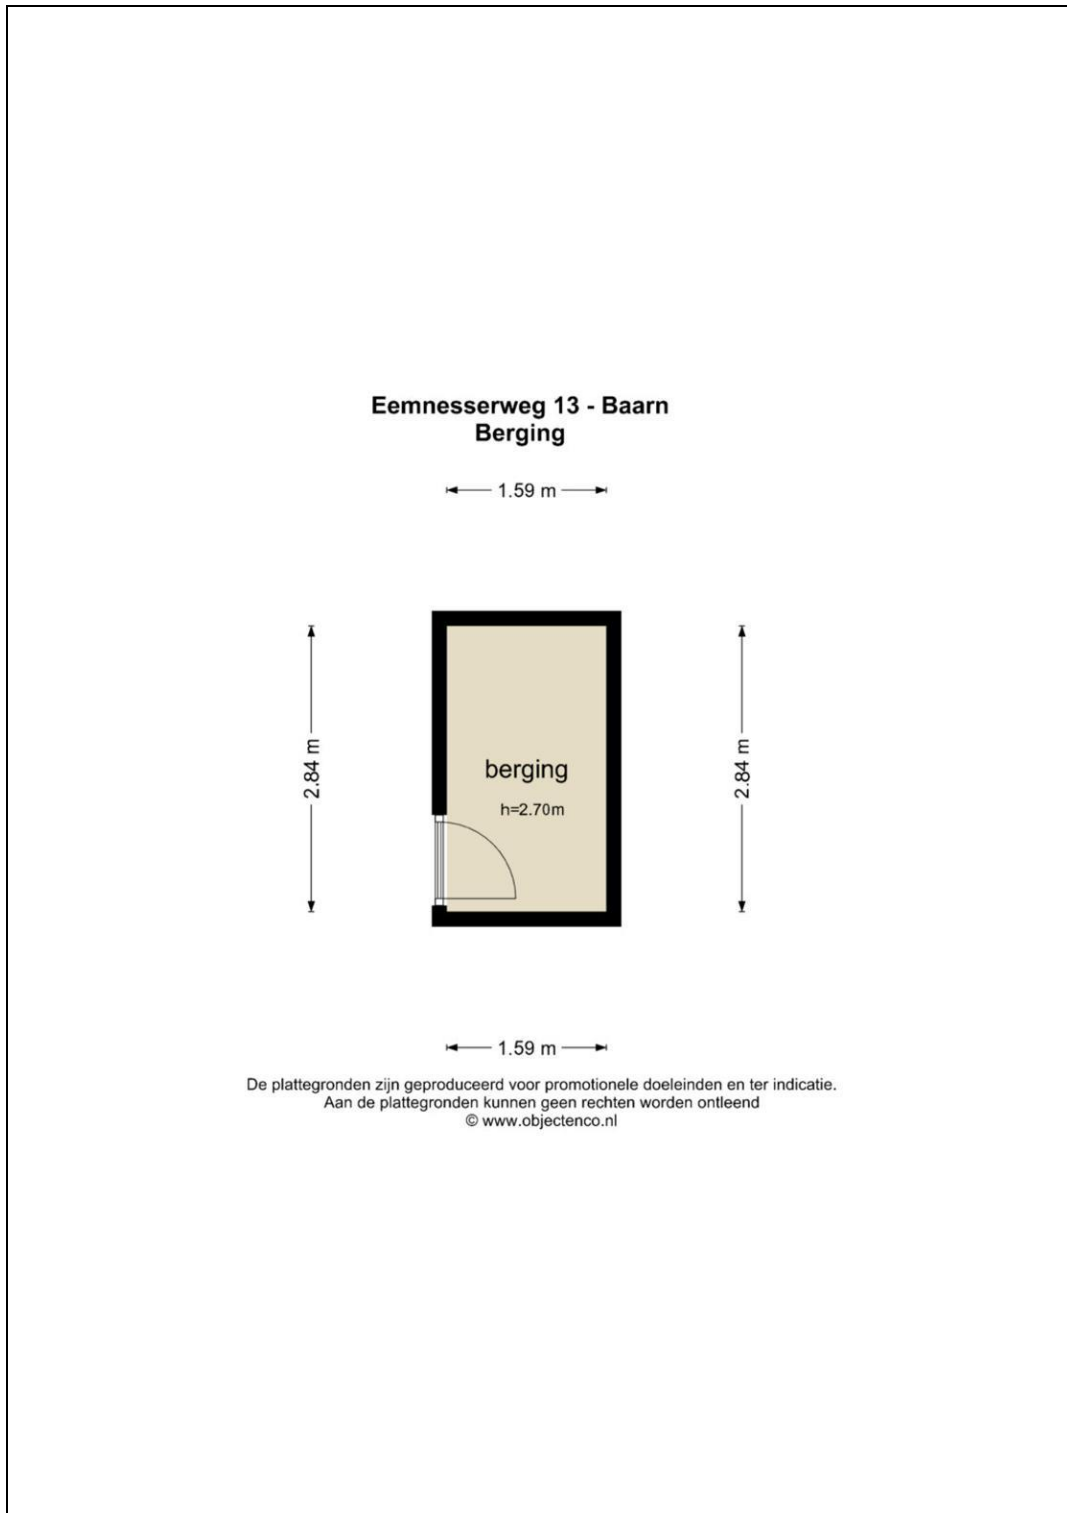 Eemnesserweg 13 - Baarn
Berging
1.59 m
2.84 m
2.84 m
berging
h=2.70m
1.59 m
De plattegronden zijn geproduceerd voor promotionele doeleinden en ter indicatie.
Aan de plattegronden kunnen geen rechten worden ontleend
© www.objectenco.nl